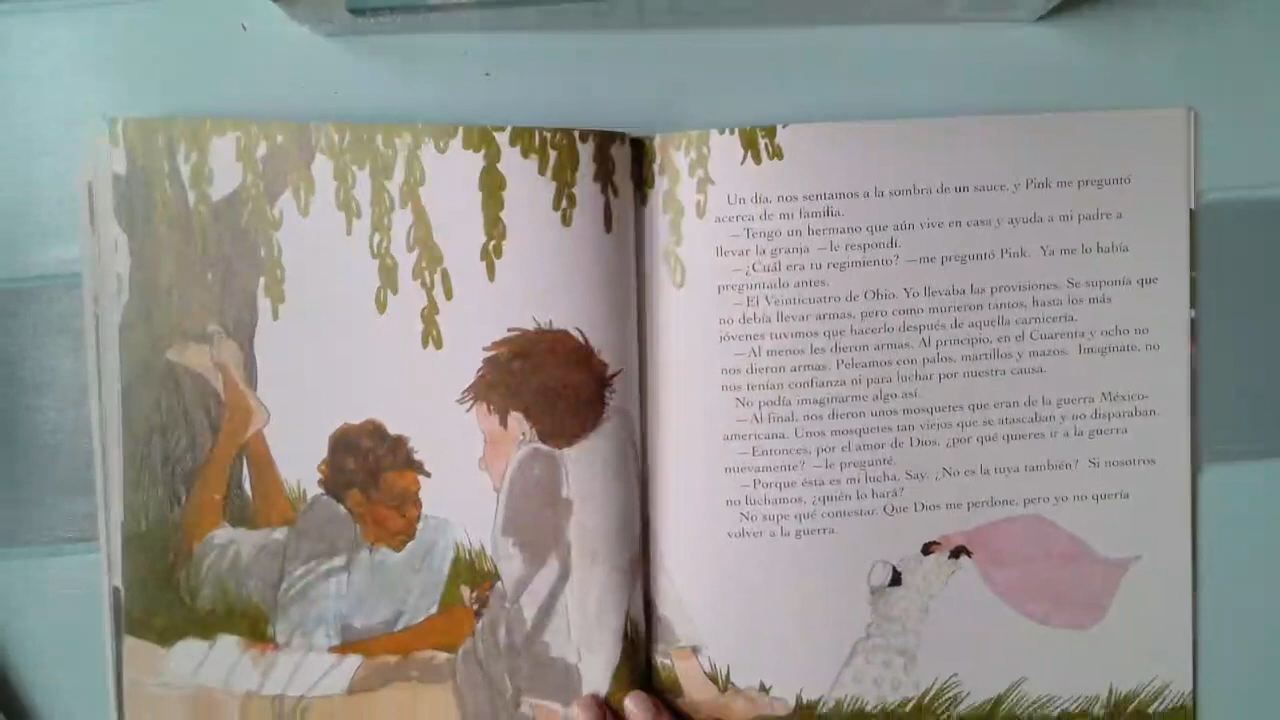 Un día, nos sentamos a la sombra de un sauce, y Pink me preguntó
acerca de mi familia.
—Tengo un hermano que aún vive en casa y ayuda a mi padre a
llevar la granja —le respondí.
—¿Cuál era tu regimiento? —me preguntó Pink. Ya me lo había
preguntado antes.
—El Veinticuatro de Ohio. Yo llevaba las provisiones. Se suponía que
no debía llevar armas, pero como murieron tantos, hasta los más
jóvenes tuvimos que hacerlo después de aquella carnicería.
—Al menos les dieron armas. Al principio, en el Cuarenta y ocho no
nos dieron armas. Peleamos con palos, martillos y mazos. Imagínate, no
nos tenían confianza ni para luchar por nuestra causa.
No podía imaginarme algo así.
—Al final, nos dieron unos mosquetes que eran de la guerra México-
americana. Unos mosquetes tan viejos que se atascaban y no disparaban.
—Entonces, por el amor de Dios, ¿por qué quieres ir a la guerra
nuevamente? —le pregunté.
—Porque ésta es mi lucha, Say. ¿No es la tuya también? Si nosotros
no luchamos, ¿quién lo hará?
No supe qué contestar. Que Dios me perdone, pero yo no quería
volver a la guerra.